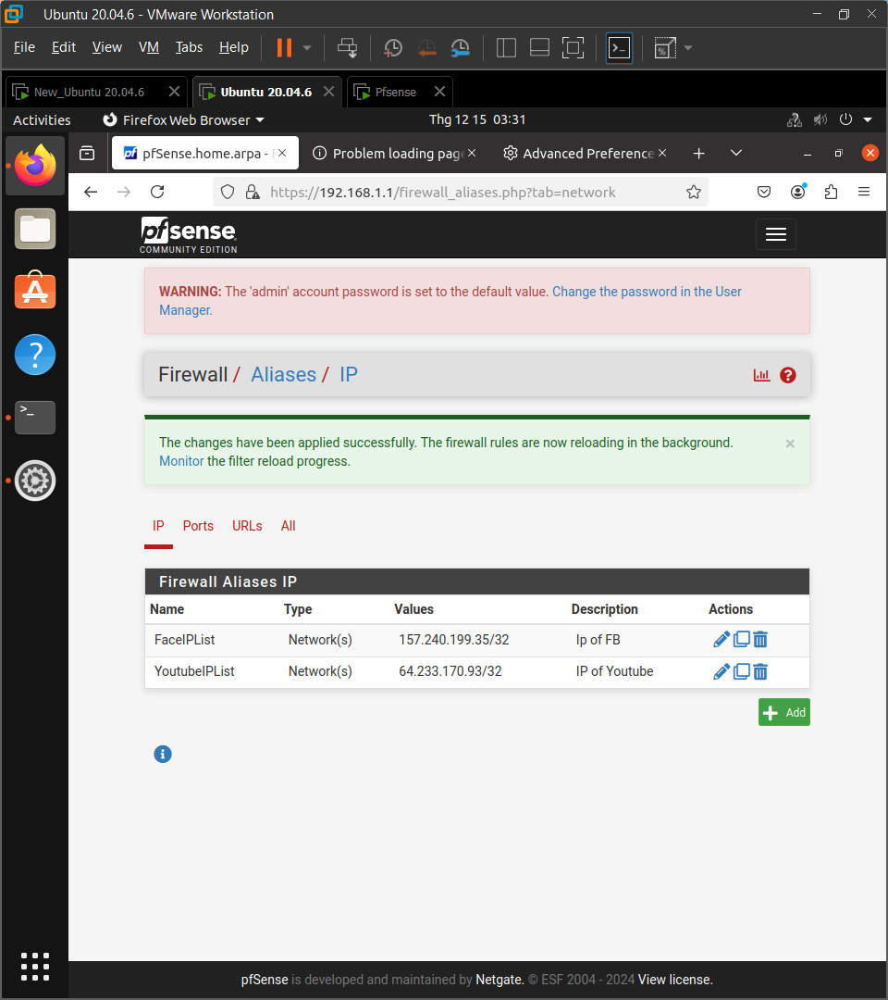 Ubuntu 20.04.6 - VMware Workstation
File Edit View VM Tabs Help
New_Ubuntu 20.04.6 Ubuntu 20.04.6 Pfsense
Activities Firefox Web Browser Thg 12 15 03:31
pfSense.home.arpa - Problem loading page Advanced Preference
https://192.168.1.1/firewall_aliases.php?tab=network
pfsense
COMMUNITY EDITION
WARNING: The 'admin' account password is set to the default value. Change the password in the User
Manager.
Firewall / Aliases / IP
The changes have been applied successfully. The firewall rules are now reloading in the background.
Monitor the filter reload progress.
IP Ports URLs All
Firewall Aliases IP
Name Type Values Description Actions
FaceIPList Network(s) 157.240.199.35/32 Ip of FB
YoutubeIPList Network(s) 64.233.170.93/32 IP of Youtube
Add
pfSense is developed and maintained by Netgate. © ESF 2004 - 2024 View license.